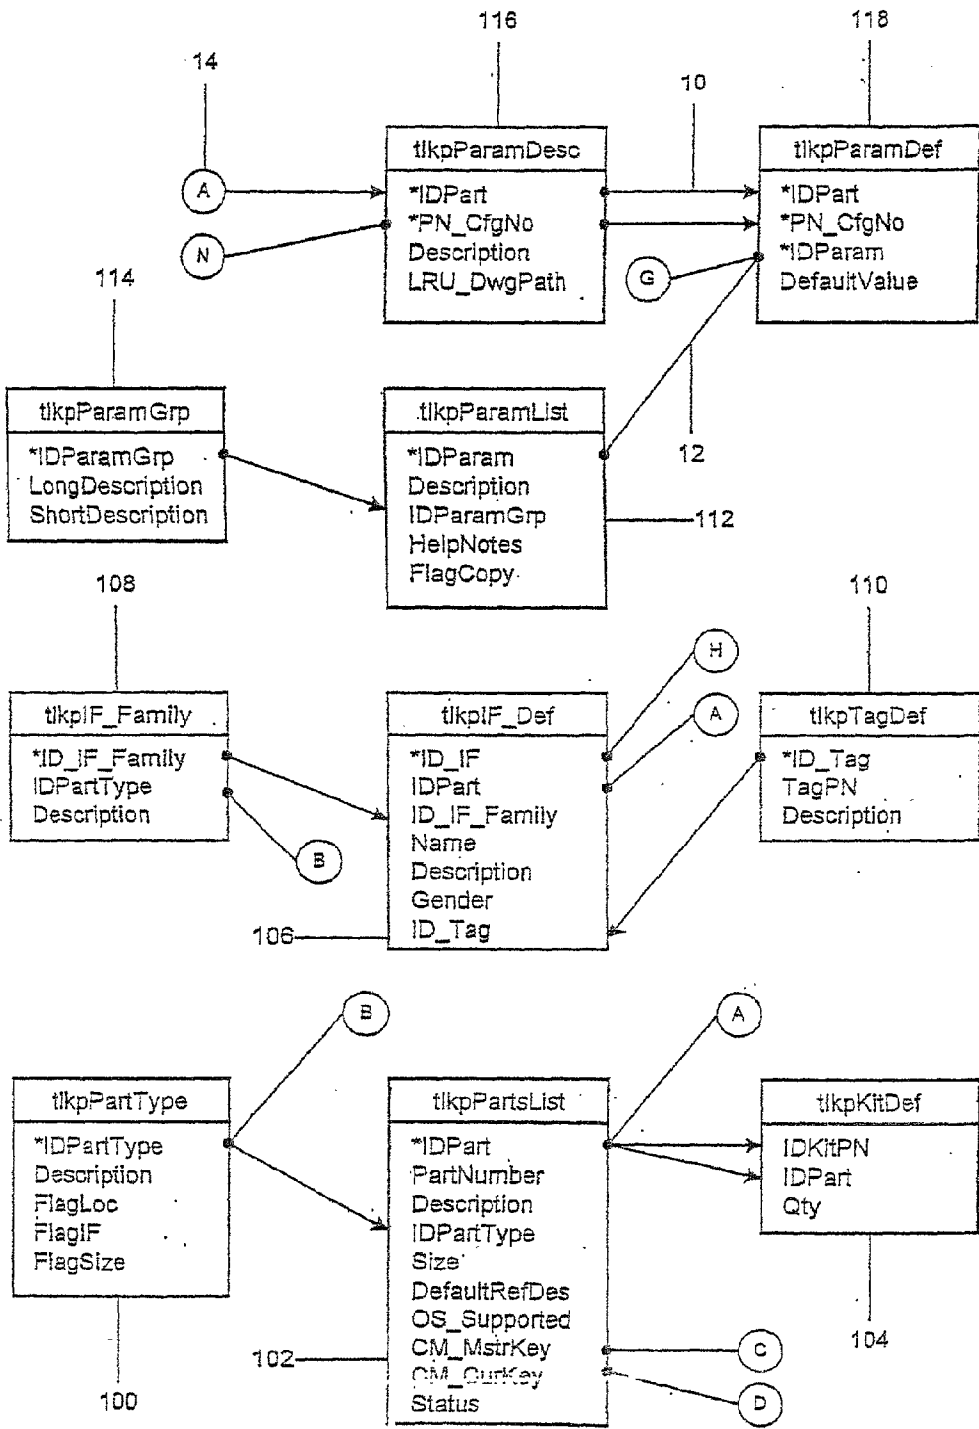 116
118
14
10
tlkpParamDesc
*IDPart
*PN_CfgNo
Description
LRU_DwgPath
tlkpParamDef
*IDPart
*PN_CfgNo
*IDParam
DefaultValue
A
N
G
114
12
tlkpParamGrp
*IDParamGrp
LongDescription
ShortDescription
tlkpParamList
*IDParam
Description
IDParamGrp
HelpNotes
FlagCopy
112
108
110
H
A
tlkpIF_Family
*ID_IF_Family
IDPartType
Description
B
tlkpIF_Def
*ID_IF
IDPart
ID_IF_Family
Name
Description
Gender
ID_Tag
106
tlkpTagDef
*ID_Tag
TagPN
Description
B
A
tlkpPartType
*IDPartType
Description
FlagLoc
FlagIF
FlagSize
100
tlkpPartsList
*IDPart
PartNumber
Description
IDPartType
Size
DefaultRefDes
OS_Supported
CM_MstrKey
CM_CurKey
Status
102
tlkpKitDef
IDKitPN
IDPart
Qty
104
C
D